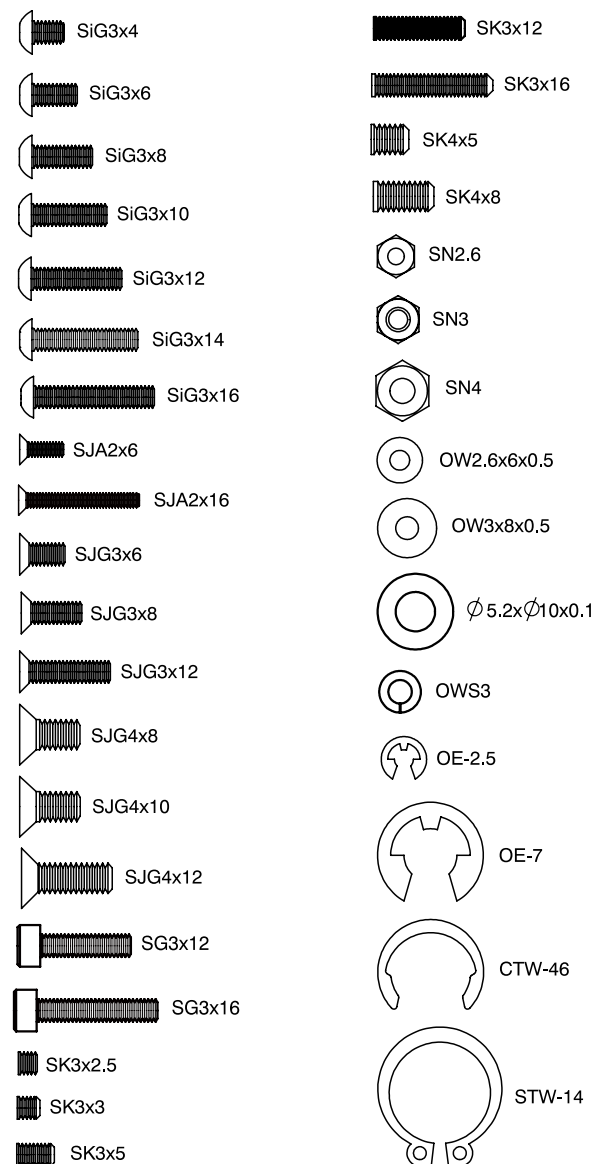 SiG3x4
SiG3x6
SiG3x8
SiG3x10
SiG3x12
SiG3x14
SiG3x16
SJA2x6
SJA2x16
SJG3x6
SJG3x8
SJG3x12
SJG4x8
SJG4x10
SJG4x12
SG3x12
SG3x16
SK3x2.5
SK3x3
SK3x5
SK3x12
SK3x16
SK4x5
SK4x8
SN2.6
SN3
SN4
OW2.6x6x0.5
OW3x8x0.5
∅5.2x∅10x0.1
OWS3
OE-2.5
OE-7
CTW-46
STW-14